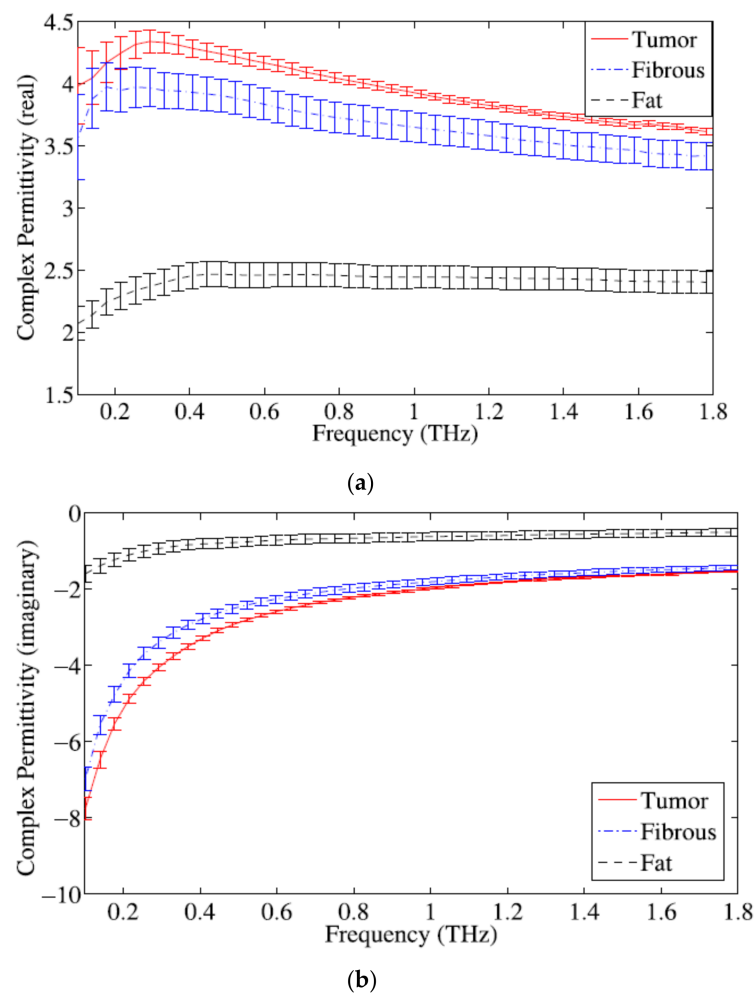 4.5
4
3.5
3
2.5
2
1.5
Complex Permittivity (real)
Tumor
Fibrous
Fat
0.2 0.4 0.6 0.8 1 1.2 1.4 1.6 1.8
Frequency (THz)
(a)
0
−2
−4
−6
−8
−10
Complex Permittivity (imaginary)
Tumor
Fibrous
Fat
0.2 0.4 0.6 0.8 1 1.2 1.4 1.6 1.8
Frequency (THz)
(b)